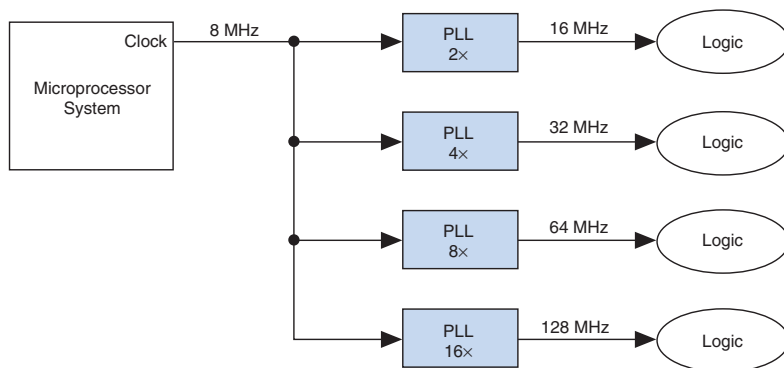 Clock
Microprocessor
System
8 MHz
PLL
2×
16 MHz
Logic
PLL
4×
32 MHz
Logic
PLL
8×
64 MHz
Logic
PLL
16×
128 MHz
Logic